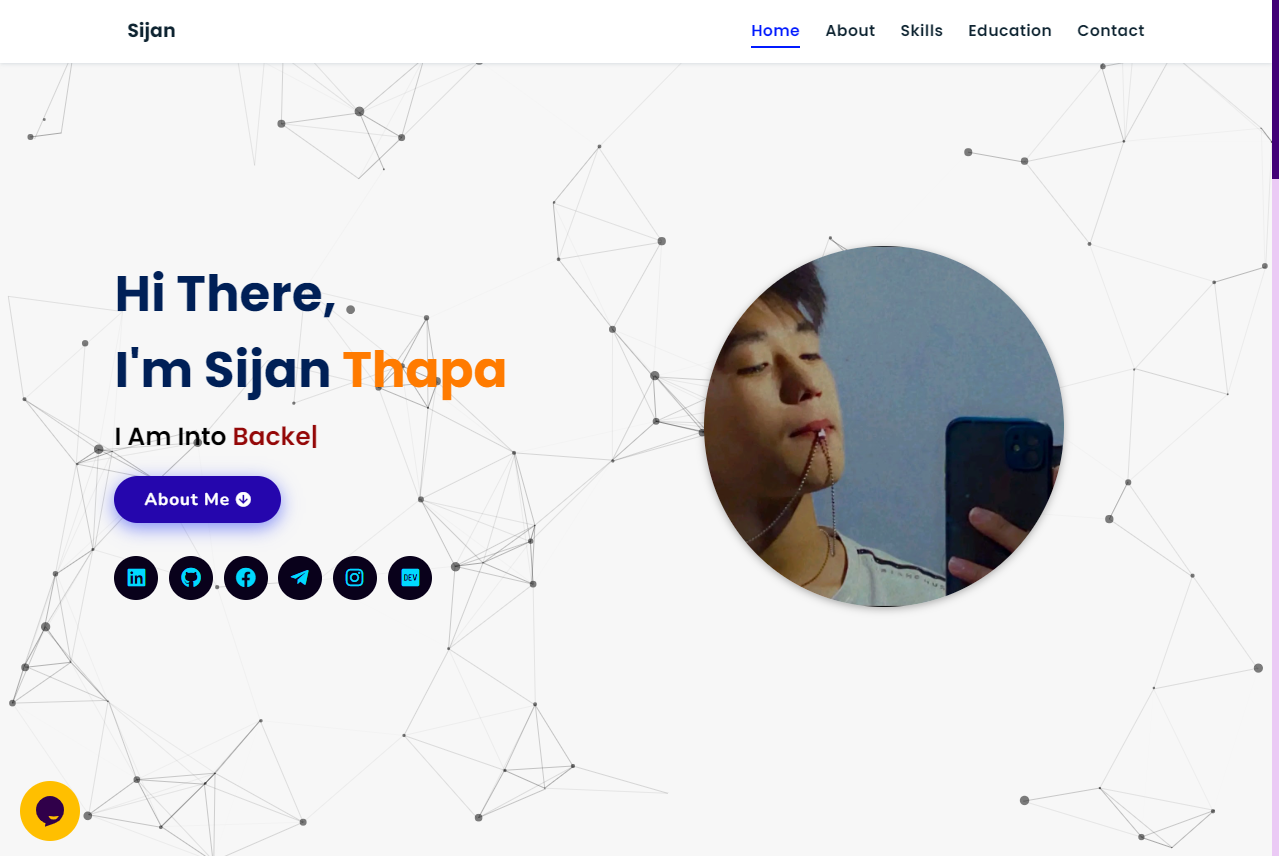 Sijan
Home About Skills Education Contact
Hi There,
I'm Sijan Thapa
I Am Into Backe|
About Me
DEV